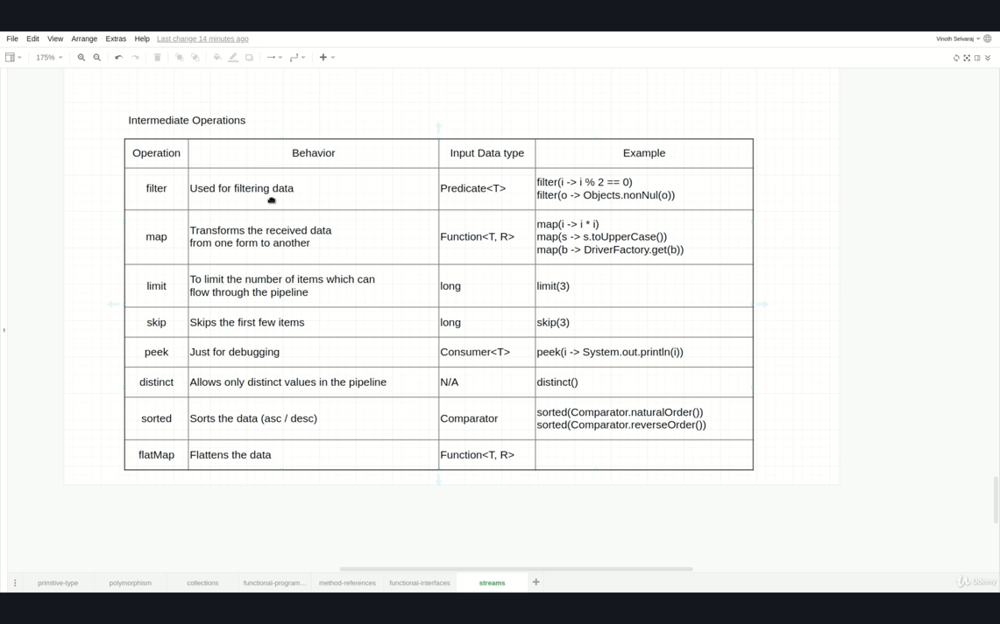 File Edit View Arrange Extras Help Last change 14 minutes ago
Vinoth Selvaraj
175%
Intermediate Operations
Operation Behavior Input Data type Example
filter Used for filtering data Predicate<T> filter(i -> i % 2 == 0)
filter(o -> Objects.nonNul(o))
map Transforms the received data
from one form to another Function<T, R> map(i -> i * i)
map(s -> s.toUpperCase())
map(b -> DriverFactory.get(b))
limit To limit the number of items which can
flow through the pipeline long limit(3)
skip Skips the first few items long skip(3)
peek Just for debugging Consumer<T> peek(i -> System.out.println(i))
distinct Allows only distinct values in the pipeline N/A distinct()
sorted Sorts the data (asc / desc) Comparator sorted(Comparator.naturalOrder())
sorted(Comparator.reverseOrder())
flatMap Flattens the data Function<T, R>
primitive-type polymorphism collections functional-program... method-references functional-interfaces streams
Udemy